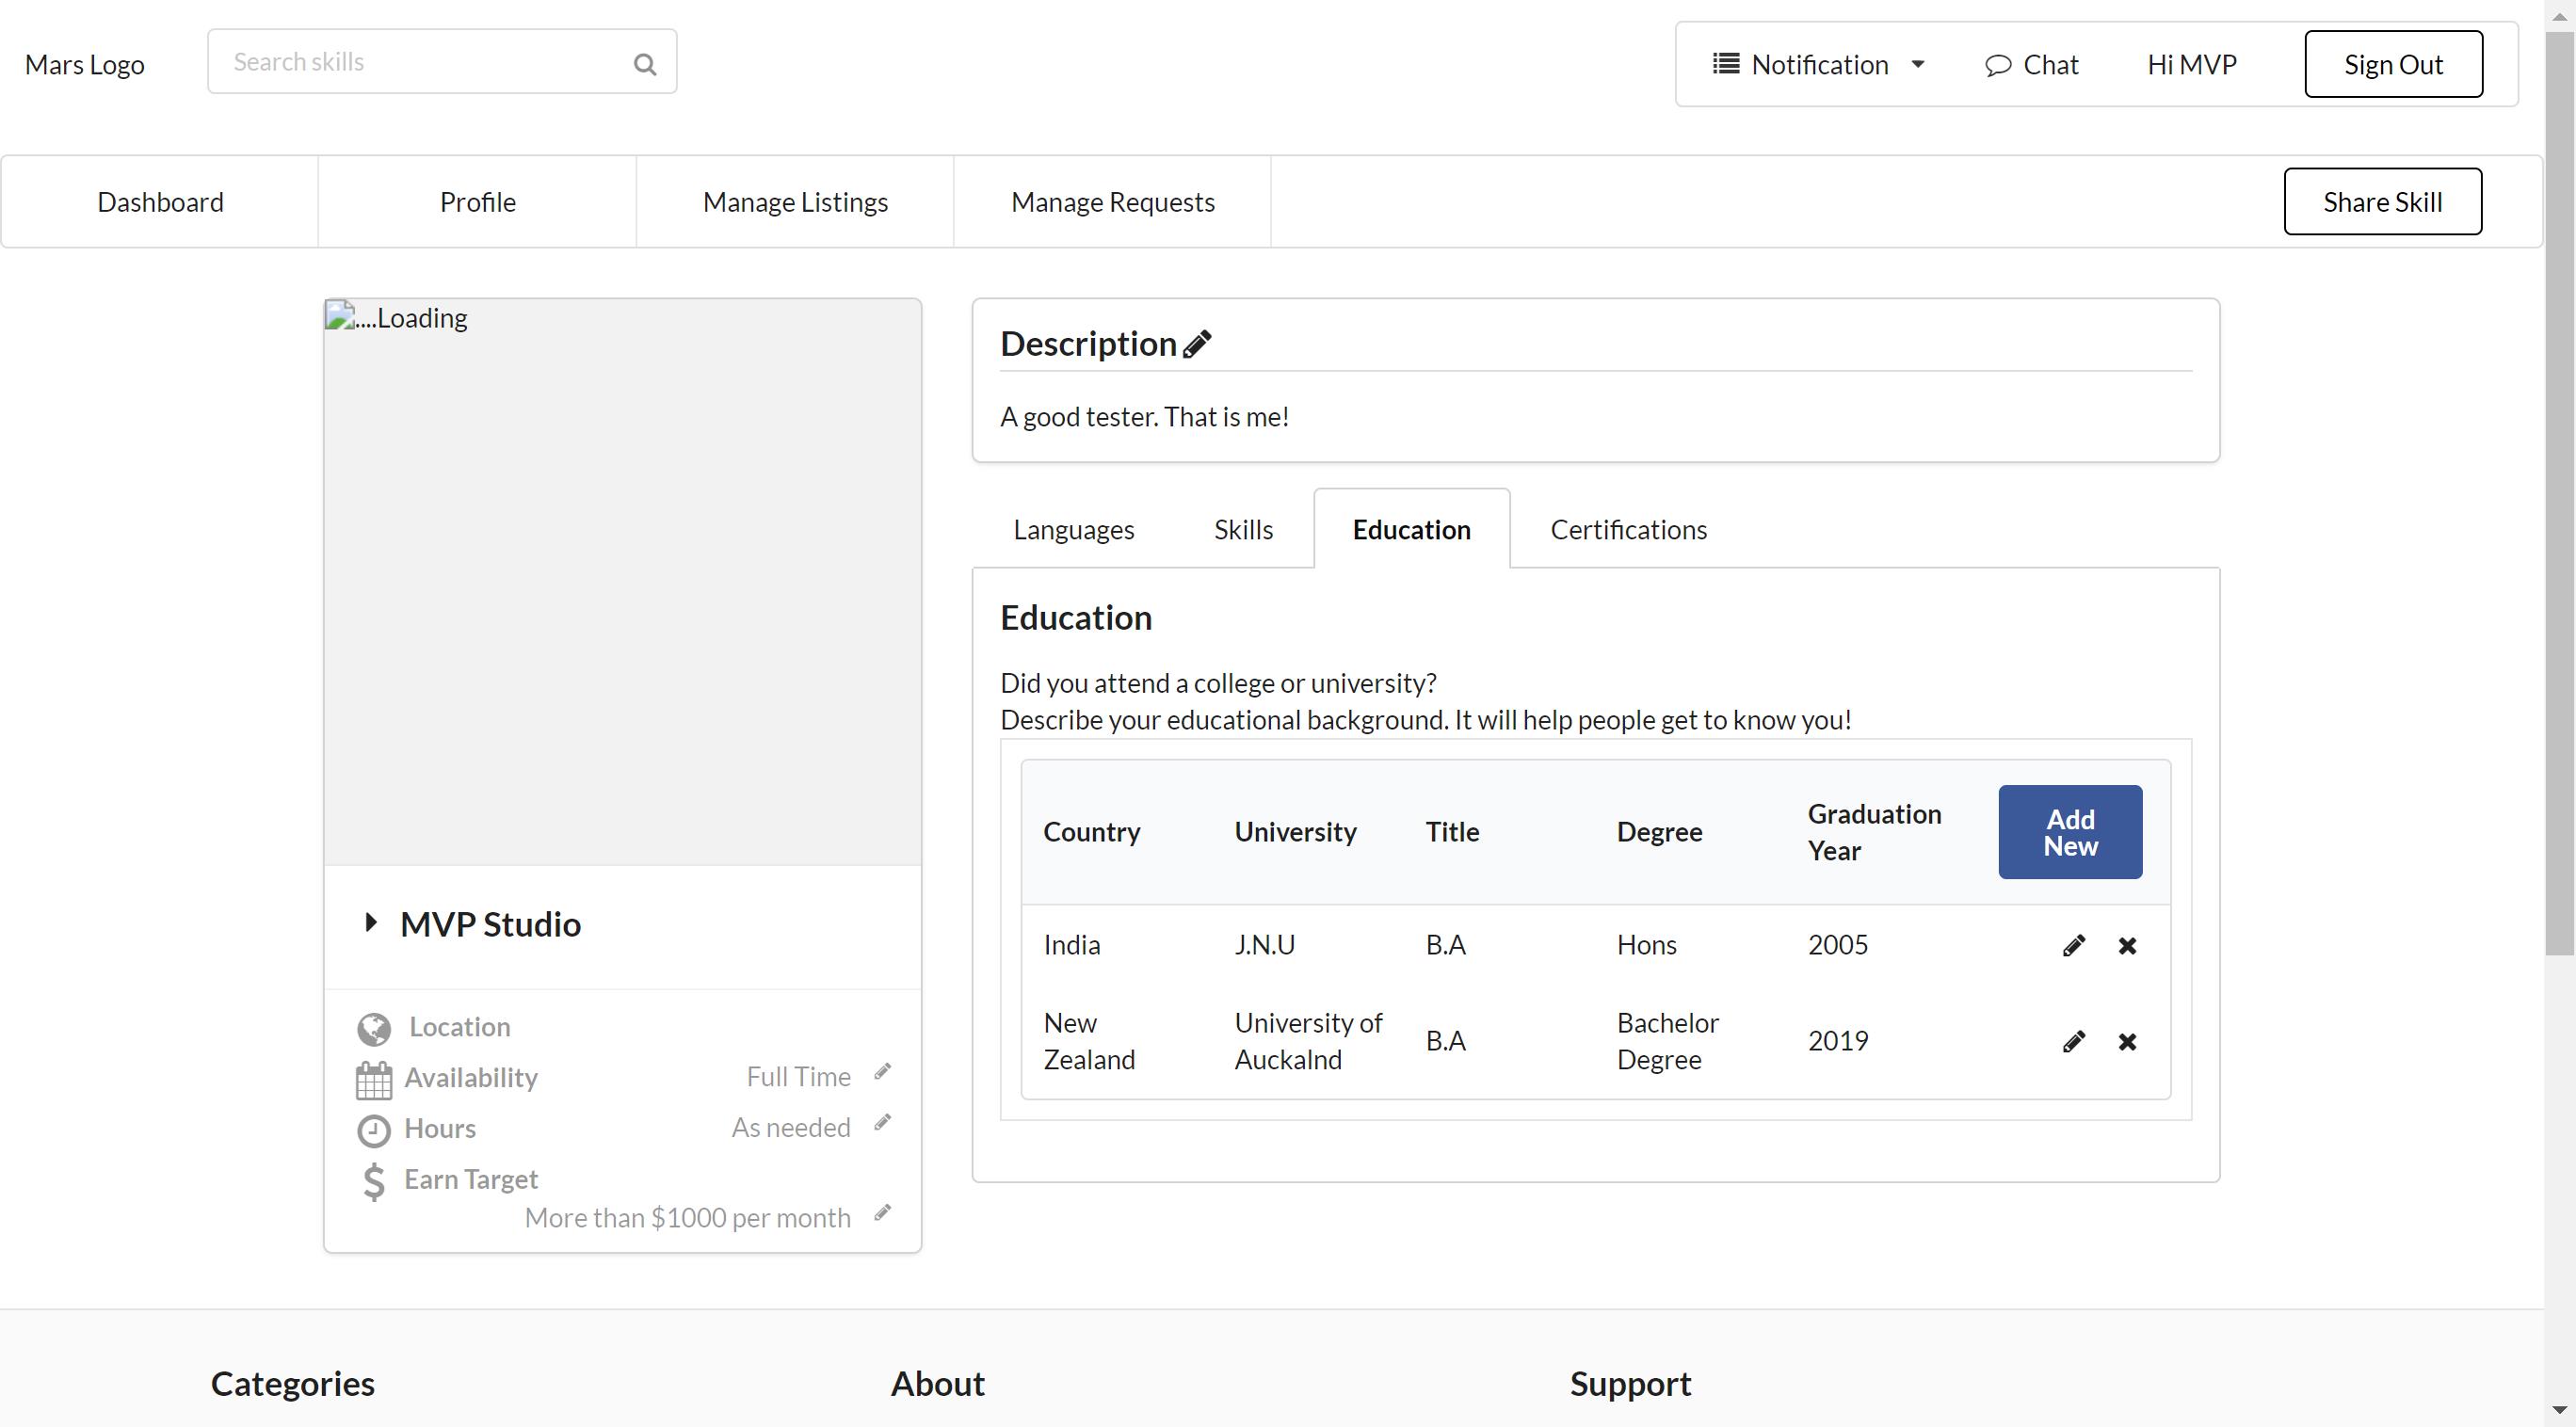 Mars Logo
Search skills
Notification
Chat
Hi MVP
Sign Out
Dashboard
Profile
Manage Listings
Manage Requests
Share Skill
....Loading
MVP Studio
Location
Availability
Full Time
Hours
As needed
Earn Target
More than $1000 per month
Description
A good tester. That is me!
Languages
Skills
Education
Certifications
Education
Did you attend a college or university?
Describe your educational background. It will help people get to know you!
Country
University
Title
Degree
Graduation
Year
Add
New
India
J.N.U
B.A
Hons
2005
New
Zealand
University of
Auckalnd
B.A
Bachelor
Degree
2019
Categories
About
Support